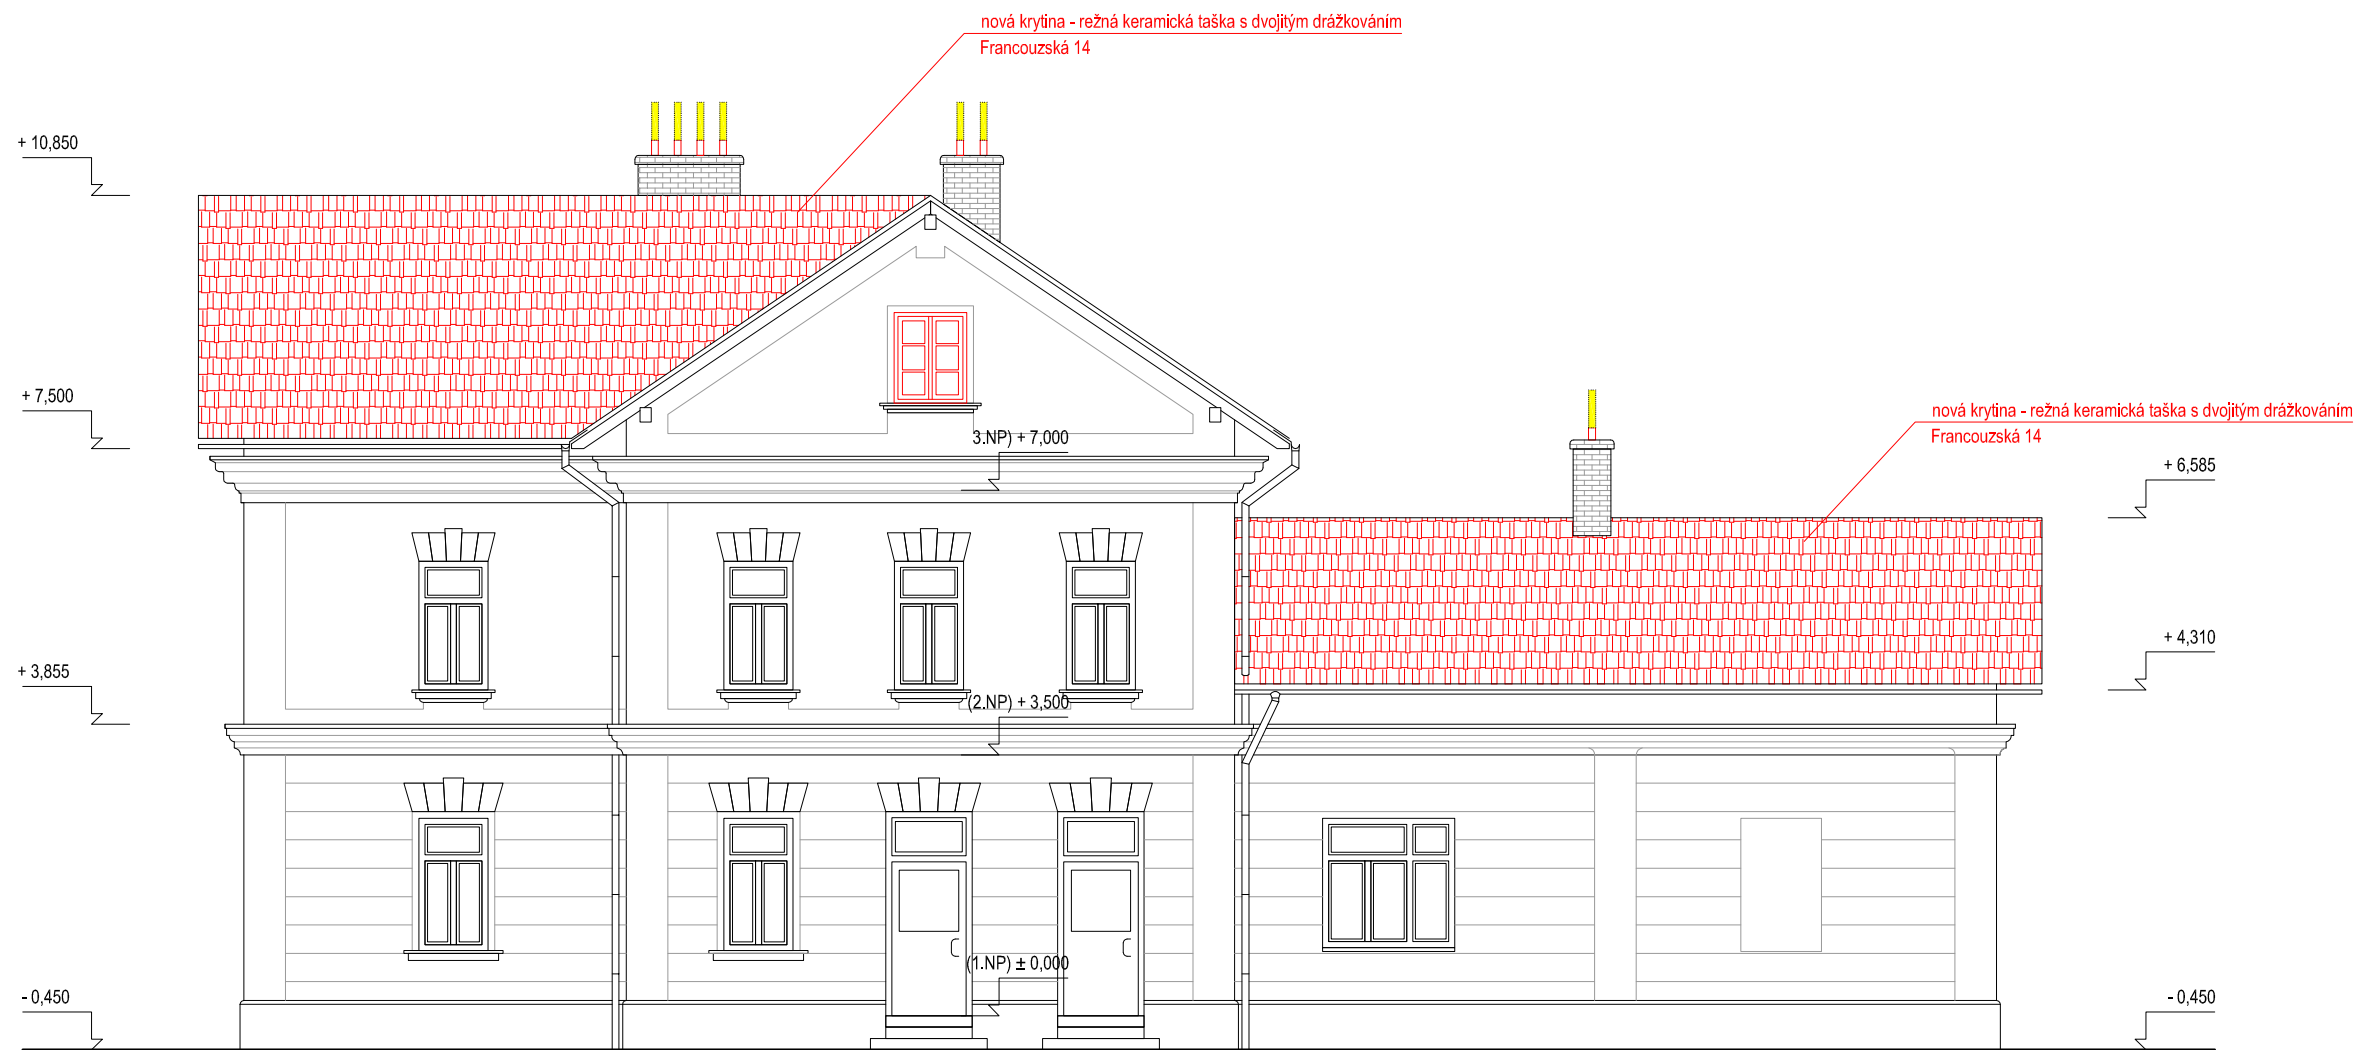 nová krytina - režná keramická taška s dvojitým drážkováním
Francouzská 14
+ 10,850
+ 7,500
nová krytina - režná keramická taška s dvojitým drážkováním
Francouzská 14
3.NP) + 7,000
+ 6,585
+ 4,310
+ 3,855
(2.NP) + 3,500
(1.NP) ± 0,000
- 0,450
- 0,450